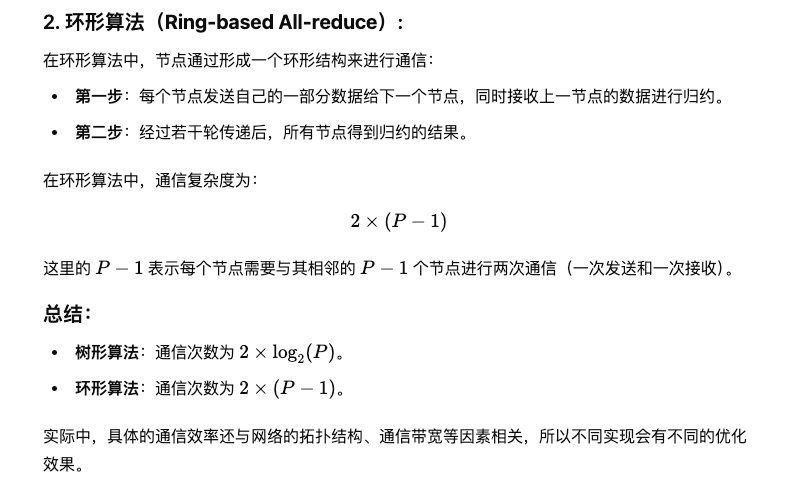 2. 环形算法（Ring-based All-reduce）：
在环形算法中，节点通过形成一个环形结构来进行通信：
• 第一步：每个节点发送自己的一部分数据给下一个节点，同时接收上一节点的数据进行归约。
• 第二步：经过若干轮传递后，所有节点得到归约的结果。
在环形算法中，通信复杂度为：
2 × (P − 1)
这里的 P − 1 表示每个节点需要与其相邻的 P − 1 个节点进行两次通信（一次发送和一次接收）。
总结：
• 树形算法：通信次数为 2 × log₂(P)。
• 环形算法：通信次数为 2 × (P − 1)。
实际中，具体的通信效率还与网络的拓扑结构、通信带宽等因素相关，所以不同实现会有不同的优化
效果。